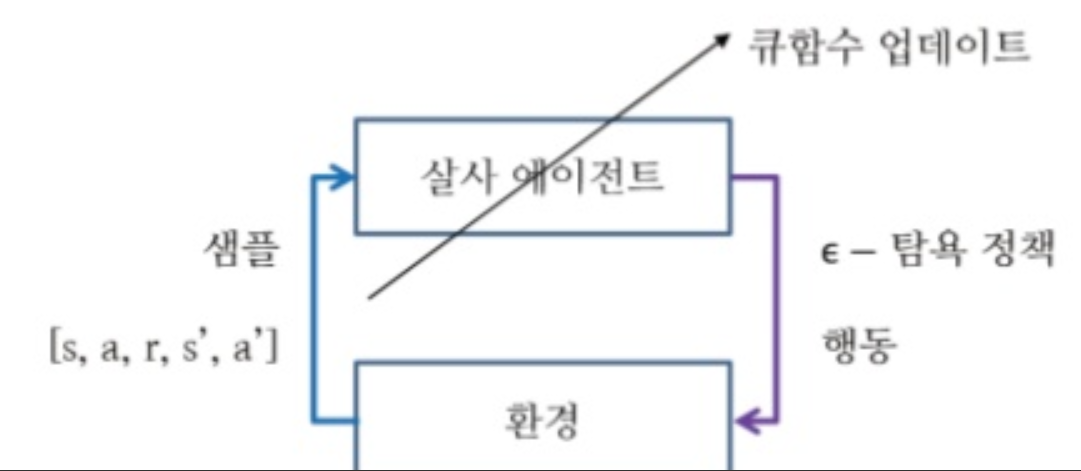 큐함수 업데이트
살사 에이전트
샘플
ϵ – 탐욕 정책
[s, a, r, s’, a’]
행동
환경